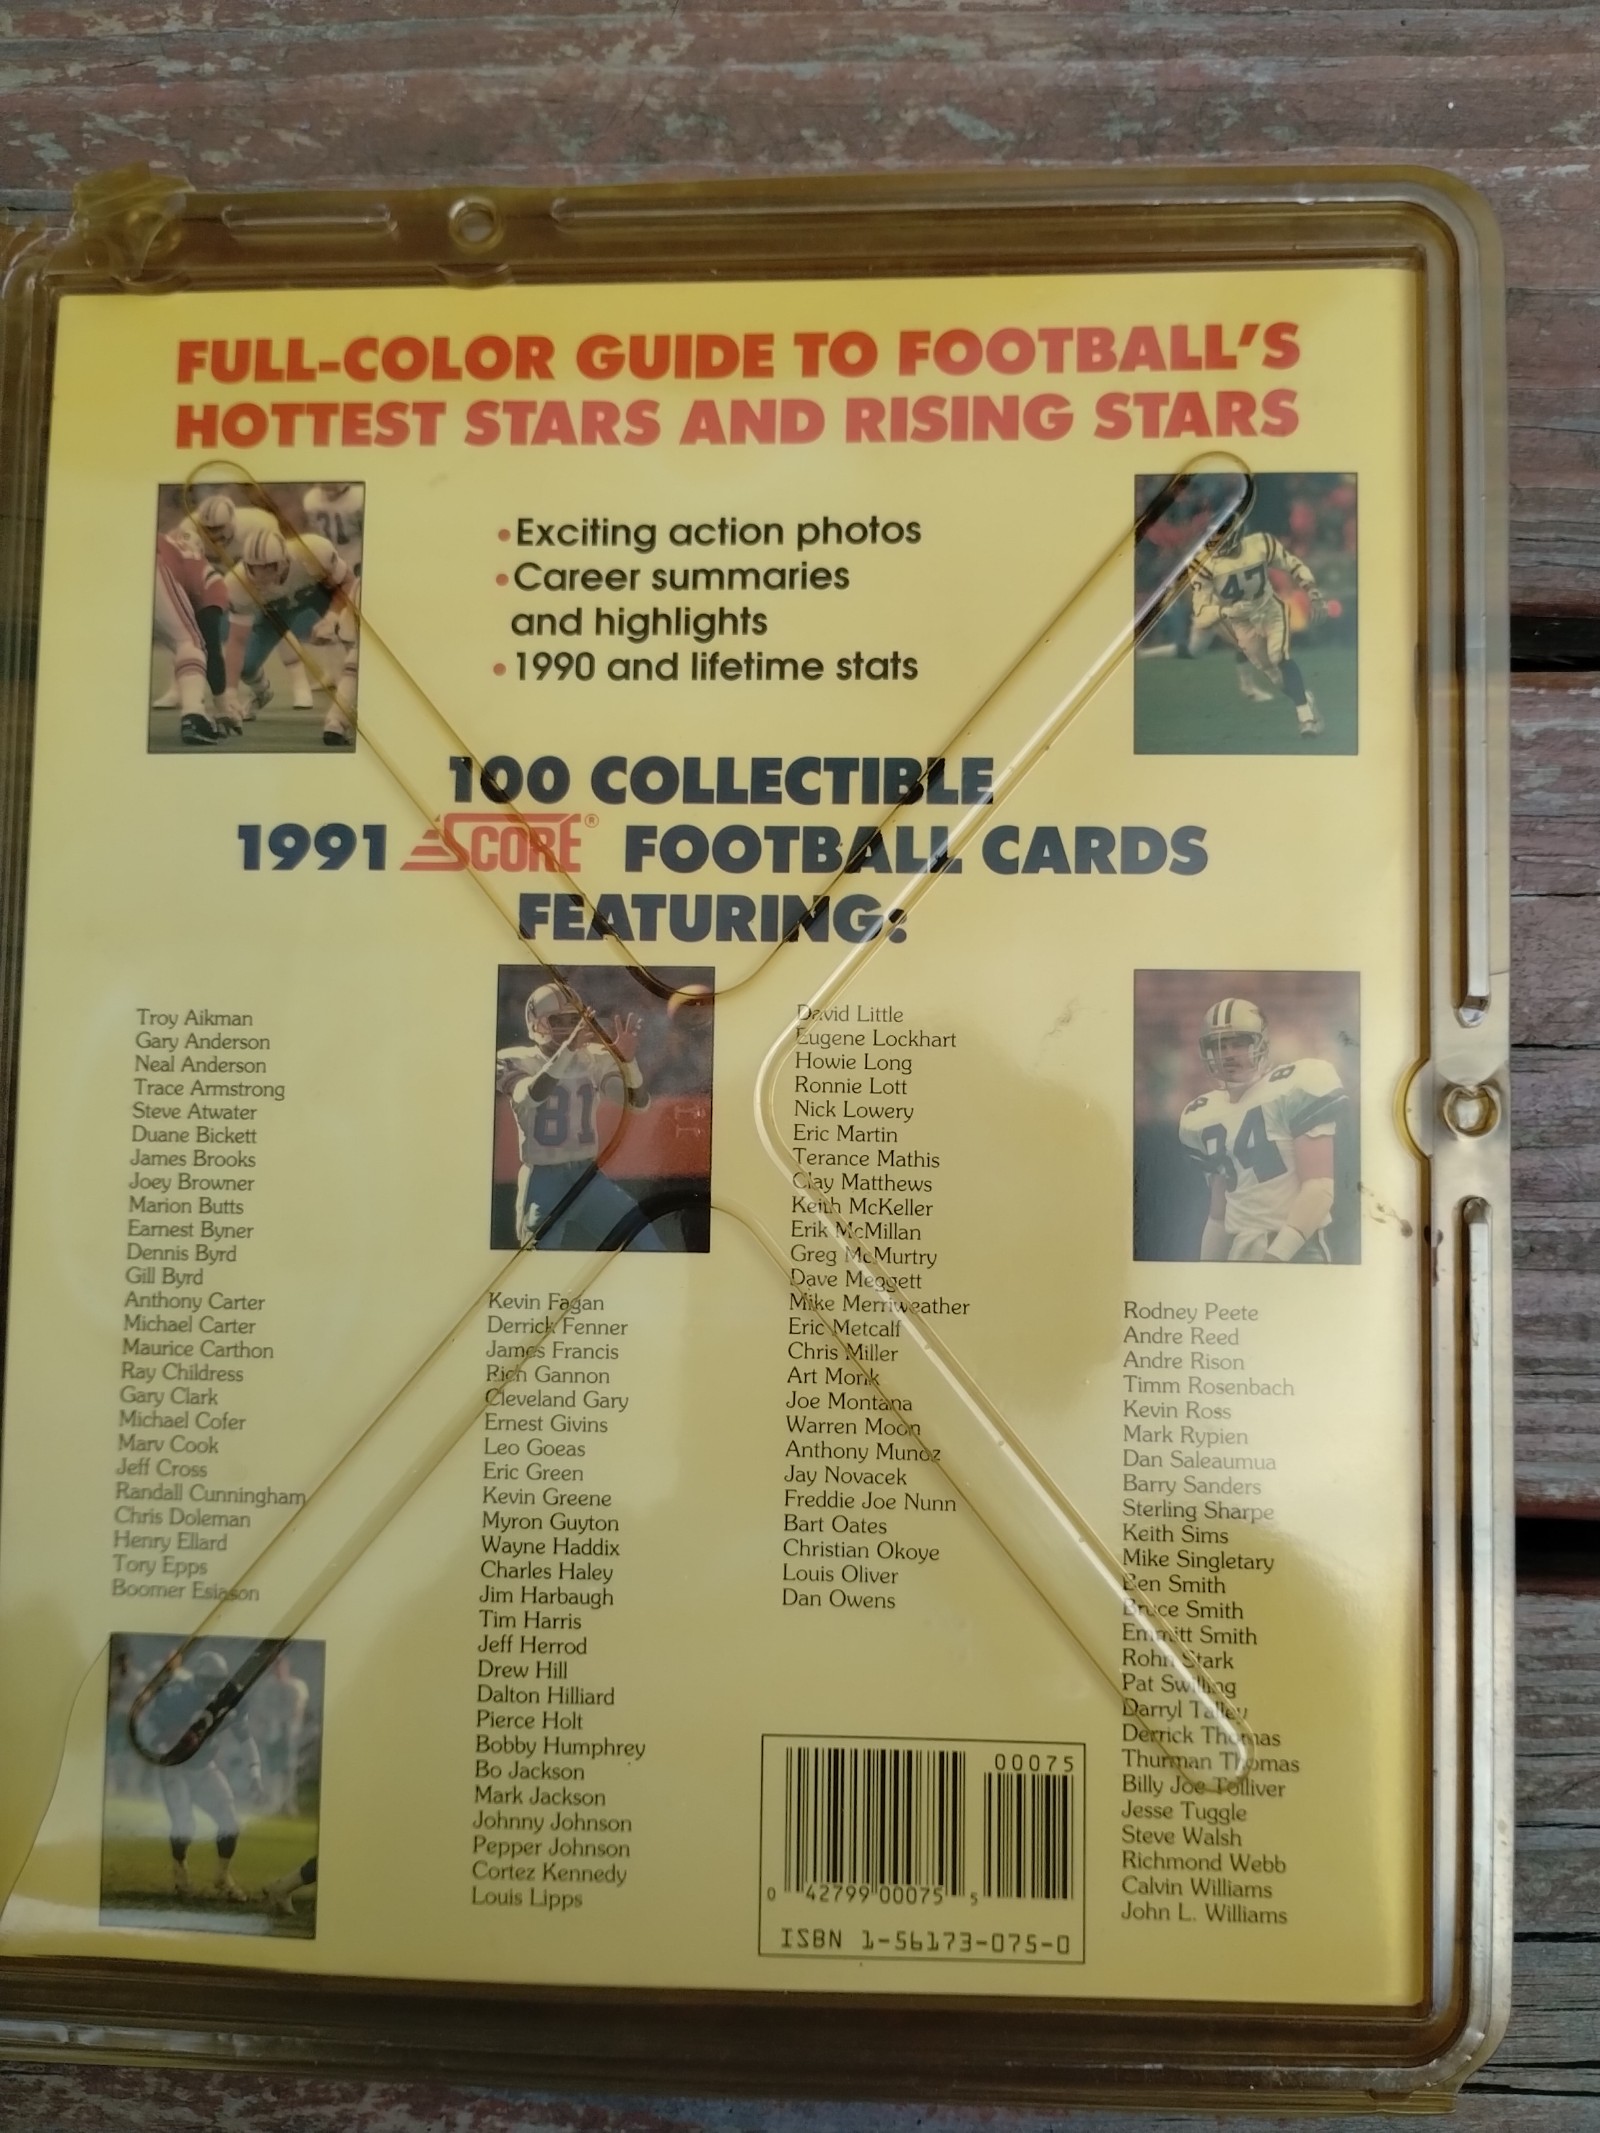 FULL-COLOR GUIDE TO FOOTBALL'S
HOTTEST STARS AND RISING STARS
•Exciting action photos
•Career summaries
and highlights
•1990 and lifetime stats
100 COLLECTIBLE
1991 SCORE® FOOTBALL CARDS
FEATURING:
Troy Aikman
Gary Anderson
Neal Anderson
Trace Armstrong
Steve Atwater
Duane Bickett
James Brooks
Joey Browner
Marion Butts
Earnest Byner
Dennis Byrd
Gill Byrd
Anthony Carter
Michael Carter
Maurice Carthon
Ray Childress
Gary Clark
Michael Cofer
Marv Cook
Jeff Cross
Randall Cunningham
Chris Doleman
Henry Ellard
Tory Epps
Boomer Esiason
81
Kevin Fagan
Derrick Fenner
James Francis
Rich Gannon
Cleveland Gary
Ernest Givins
Leo Goeas
Eric Green
Kevin Greene
Myron Guyton
Wayne Haddix
Charles Haley
Jim Harbaugh
Tim Harris
Jeff Herrod
Drew Hill
Dalton Hilliard
Pierce Holt
Bobby Humphrey
Bo Jackson
Mark Jackson
Johnny Johnson
Pepper Johnson
Cortez Kennedy
Louis Lipps
David Little
Eugene Lockhart
Howie Long
Ronnie Lott
Nick Lowery
Eric Martin
Terance Mathis
Clay Matthews
Keith McKeller
Erik McMillan
Greg McMurtry
Dave Meggett
Mike Merriweather
Eric Metcalf
Chris Miller
Art Monk
Joe Montana
Warren Moon
Anthony Munoz
Jay Novacek
Freddie Joe Nunn
Bart Oates
Christian Okoye
Louis Oliver
Dan Owens
47
84
84
Rodney Peete
Andre Reed
Andre Rison
Timm Rosenbach
Kevin Ross
Mark Rypien
Dan Saleaumua
Barry Sanders
Sterling Sharpe
Keith Sims
Mike Singletary
Ben Smith
Bruce Smith
Emmitt Smith
Rohn Stark
Pat Swilling
Darryl Talley
Derrick Thomas
Thurman Thomas
Billy Joe Tolliver
Jesse Tuggle
Steve Walsh
Richmond Webb
Calvin Williams
John L. Williams
00075
0 42799 00075 5
ISBN 1-56173-075-0